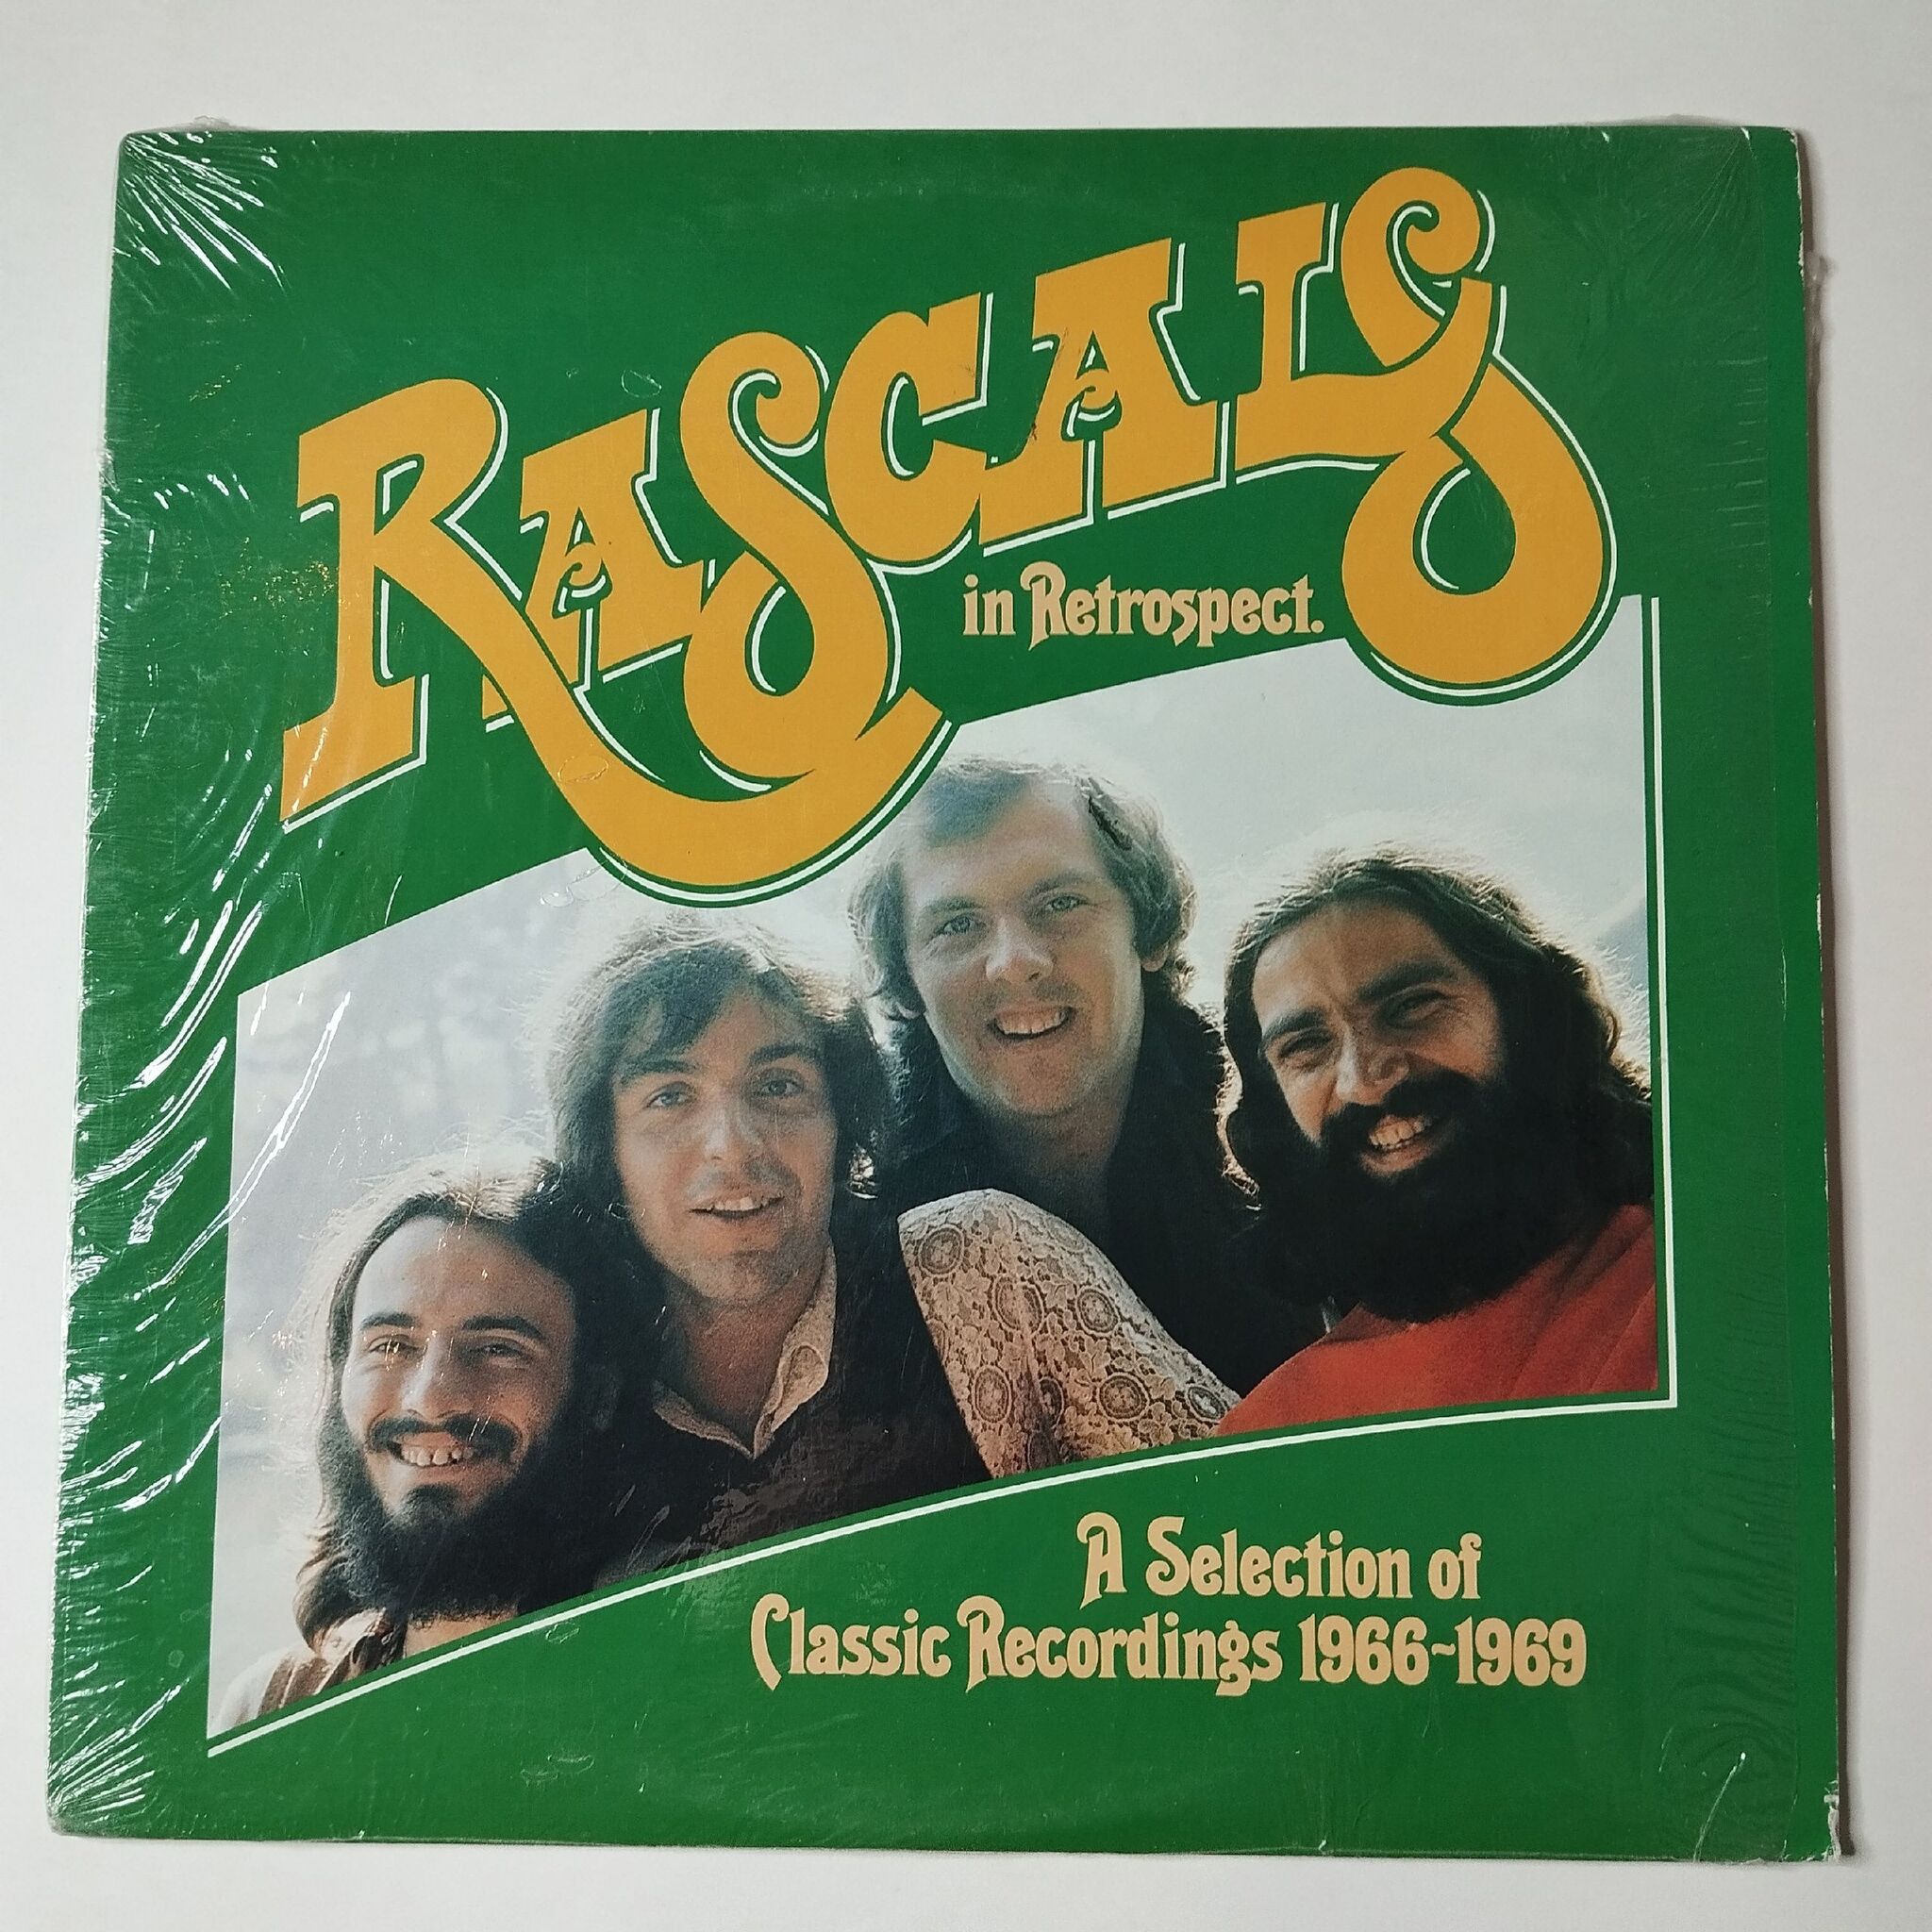 RASCALS
in Retrospect.
A Selection of
Classic Recordings 1966~1969